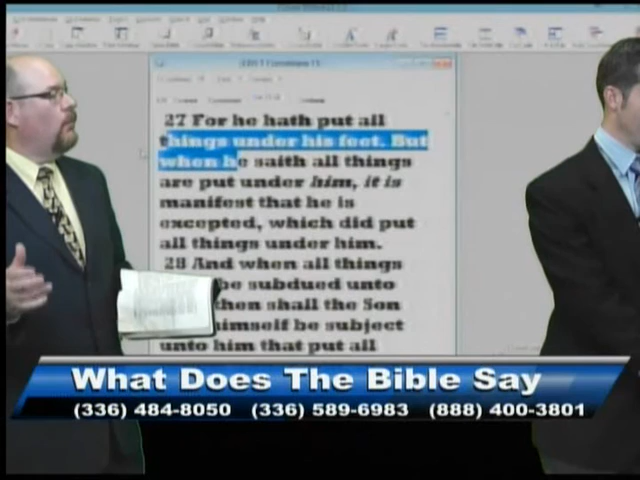 27 For he hath put all
things under his feet. But
when he saith all things
are put under him, it is
manifest that he is
excepted, which did put
all things under him.
28 And when all things
be subdued unto
then shall the Son
himself be subject
unto him that put all
What Does The Bible Say
(336) 484-8050 (336) 589-6983 (888) 400-3801